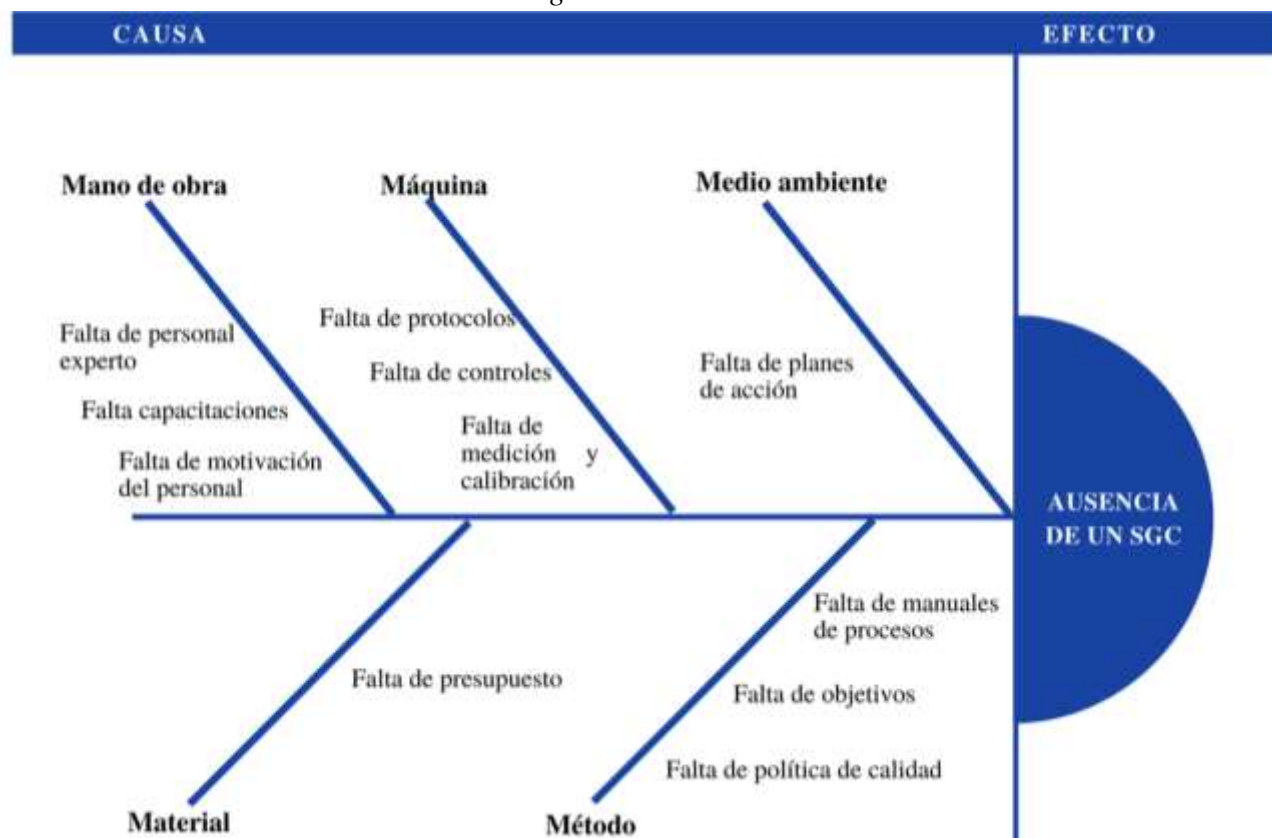 CAUSA
EFECTO
Mano de obra
Máquina
Medio ambiente
Falta de personal
experto
Falta capacitaciones
Falta de motivación
del personal
Falta de protocolos
Falta de controles
Falta de
medición y
calibración
Falta de planes
de acción
AUSENCIA
DE UN SGC
Falta de presupuesto
Falta de manuales
de procesos
Falta de objetivos
Falta de política de calidad
Material
Método